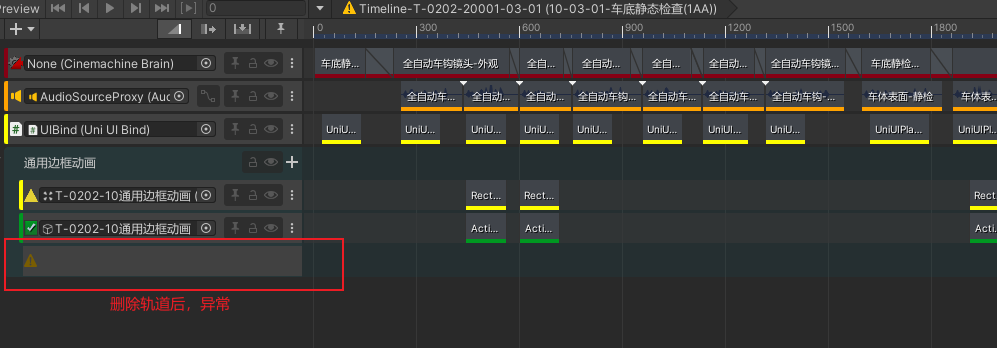 Preview
0
Timeline-T-0202-20001-03-01 (10-03-01-车底静态检查(1AA))
0 300 600 900 1200 1500 1800
None (Cinemachine Brain)
车底静... 全自动车钩镜头-外观 全自... 全自动... 全自... 全自动... 全自动... 全自动车钩镜... 车底静检...
AudioSourceProxy (Auc
全自动车... 全自动... 全自动... 全自动车钩... 全自动车... 全自动... 全自动车钩-... 车体表面-静检 车体表...
UIBind (Uni UI Bind)
UniU... UniU... UniU... UniU... UniU... UniU... UniUI... UniU... UniUIPla... UniUIPl...
通用边框动画
T-0202-10通用边框动画 (
Rect... Rect... Rect
T-0202-10通用边框动画
Acti... Acti... Acti
删除轨道后，异常